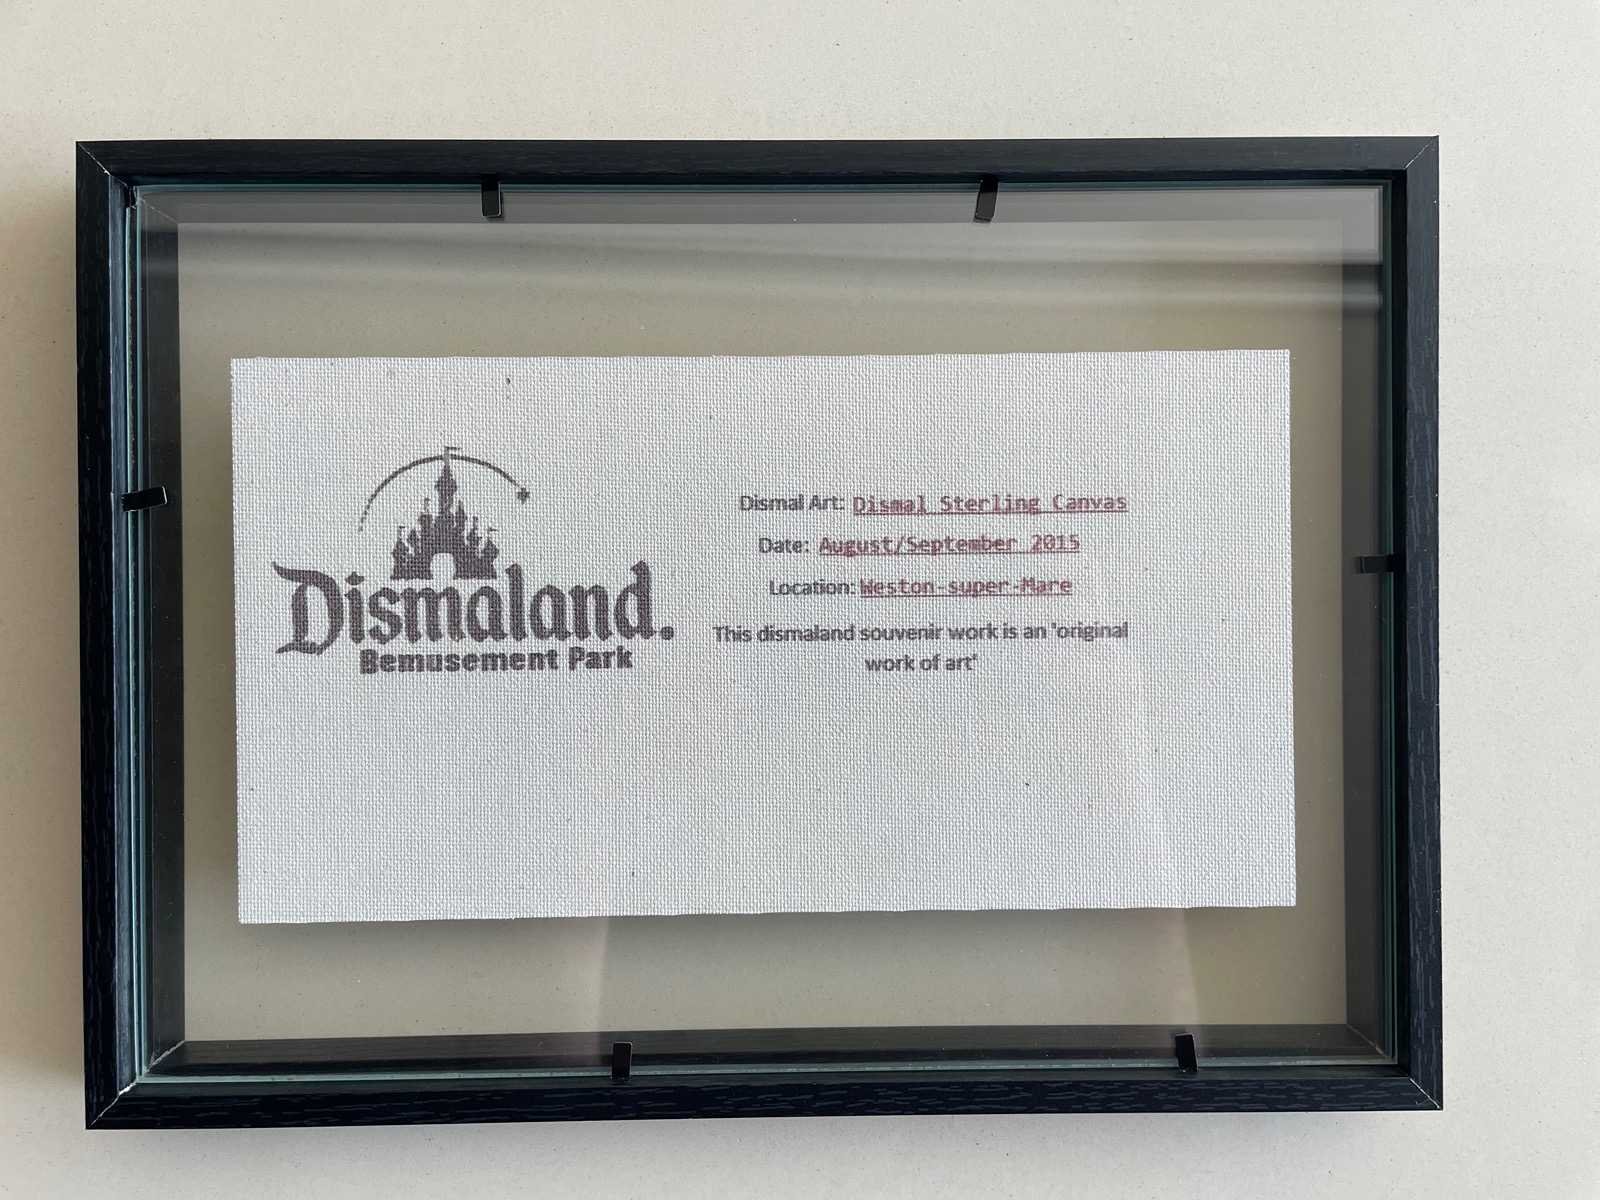 Dismaland.
Bemusement Park
Dismal Art: Dismal Sterling Canvas
Date: August/September 2015
Location: Weston-super-Mare
This dismaland souvenir work is an 'original
work of art'